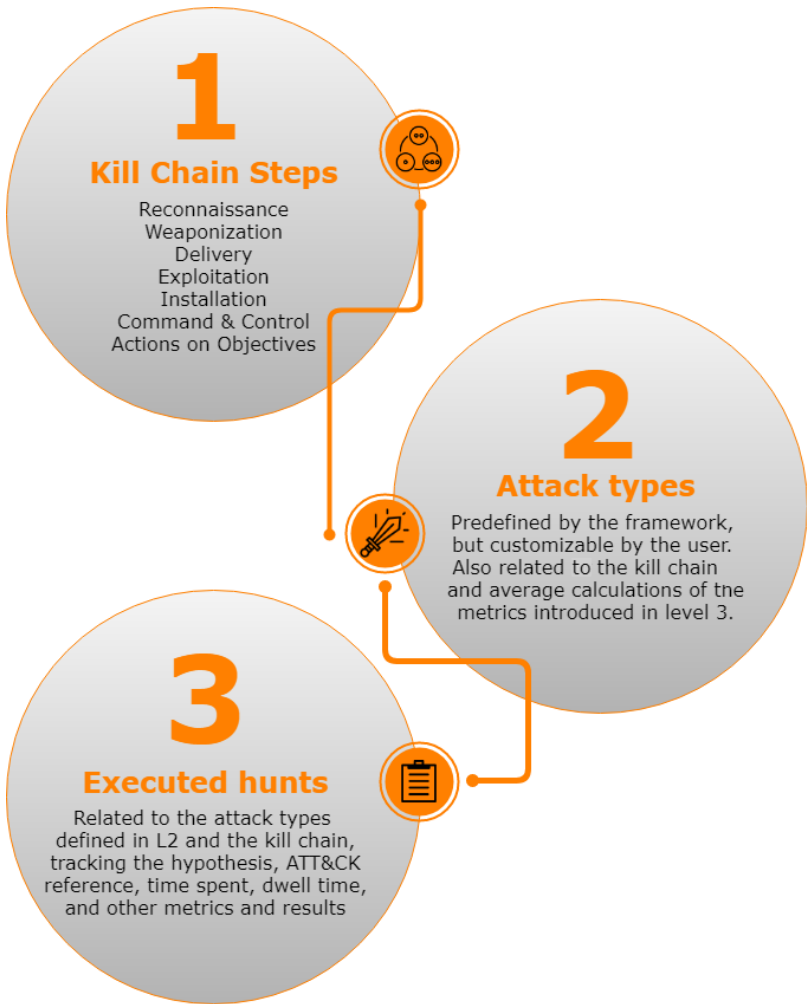 1
Kill Chain Steps
Reconnaissance
Weaponization
Delivery
Exploitation
Installation
Command & Control
Actions on Objectives
2
Attack types
Predefined by the framework,
but customizable by the user.
Also related to the kill chain
and average calculations of the
metrics introduced in level 3.
3
Executed hunts
Related to the attack types
defined in L2 and the kill chain,
tracking the hypothesis, ATT&CK
reference, time spent, dwell time,
and other metrics and results